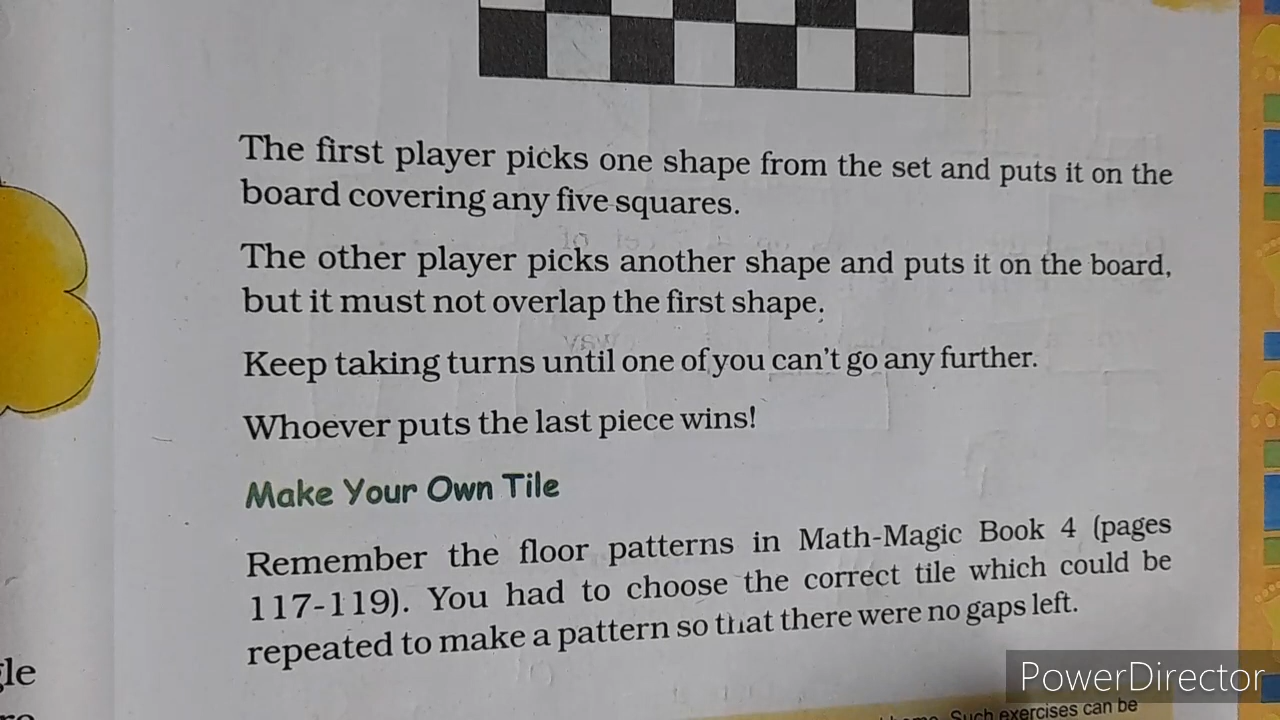 The first player picks one shape from the set and puts it on the
board covering any five squares.
The other player picks another shape and puts it on the board,
but it must not overlap the first shape.
Keep taking turns until one of you can't go any further.
Whoever puts the last piece wins!
Make Your Own Tile
Remember the floor patterns in Math-Magic Book 4 (pages
117-119). You had to choose the correct tile which could be
repeated to make a pattern so that there were no gaps left.
PowerDirector
Such exercises can be